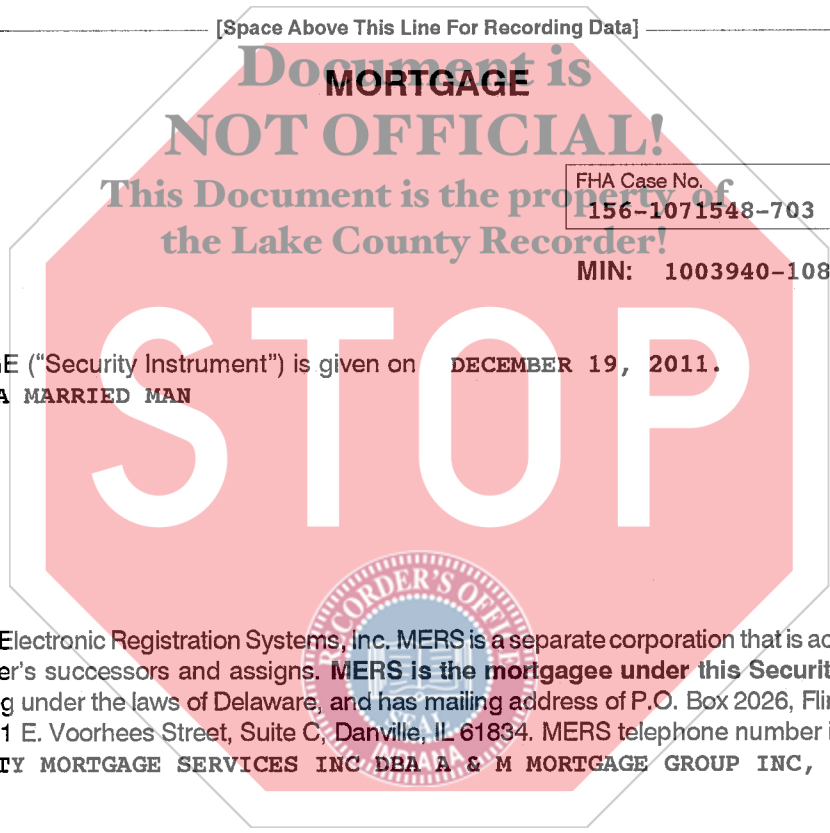 [Space Above This Line For Recording Data]
Document is
MORTGAGE
NOT OFFICIAL!
This Document is the property of
the Lake County Recorder!
FHA Case No.
156-1071548-703
MIN: 1003940-108
GE (“Security Instrument”) is given on DECEMBER 19, 2011.
A MARRIED MAN
STOP
RECORDER'S OFFICE
SEAL
INDIANA
Electronic Registration Systems, Inc. MERS is a separate corporation that is ac
er's successors and assigns. MERS is the mortgagee under this Securit
g under the laws of Delaware, and has mailing address of P.O. Box 2026, Flin
1 E. Voorhees Street, Suite C, Danville, IL 61834. MERS telephone number i
TY MORTGAGE SERVICES INC DBA A & M MORTGAGE GROUP INC,